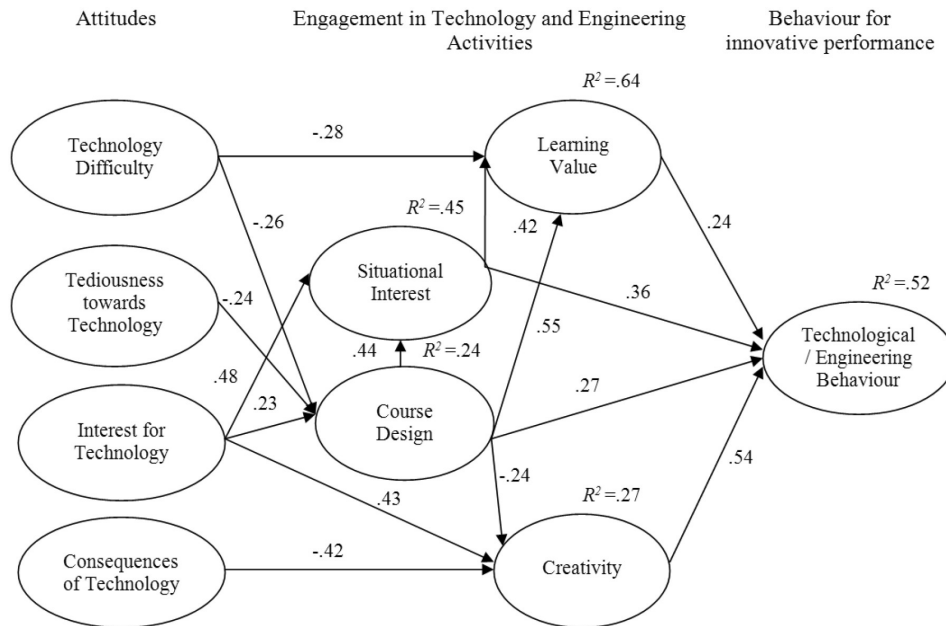 Attitudes
Engagement in Technology and Engineering
Activities
Behaviour for
innovative performance
R² =.64
Technology
Difficulty
-.28
Learning
Value
R² =.45
.42
-.26
.24
Situational
Interest
Tediousness
towards
Technology
-.24
.36
R² =.52
.55
.44
R² =.24
Technological
/ Engineering
Behaviour
.48
.23
.27
Course
Design
Interest for
Technology
-.24
.54
.43
R² =.27
Consequences
of Technology
-.42
Creativity